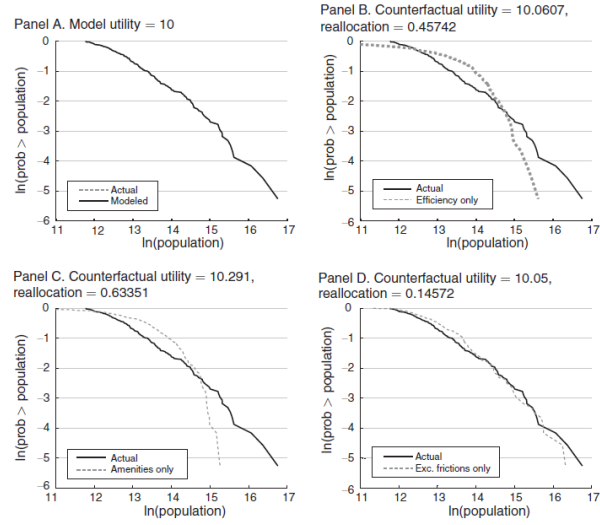 Panel A. Model utility = 10
ln(prob > population)
0
−1
−2
−3
−4
−5
−6
Actual
Modeled
11 12 13 14 15 16 17
ln(population)
Panel B. Counterfactual utility = 10.0607,
reallocation = 0.45742
ln(prob > population)
0
−1
−2
−3
−4
−5
−6
Actual
Efficiency only
11 12 13 14 15 16 17
ln(population)
Panel C. Counterfactual utility = 10.291,
reallocation = 0.63351
ln(prob > population)
0
−1
−2
−3
−4
−5
−6
Actual
Amenities only
11 12 13 14 15 16 17
ln(population)
Panel D. Counterfactual utility = 10.05,
reallocation = 0.14572
ln(prob > population)
0
−1
−2
−3
−4
−5
−6
Actual
Exc. frictions only
11 12 13 14 15 16 17
ln(population)